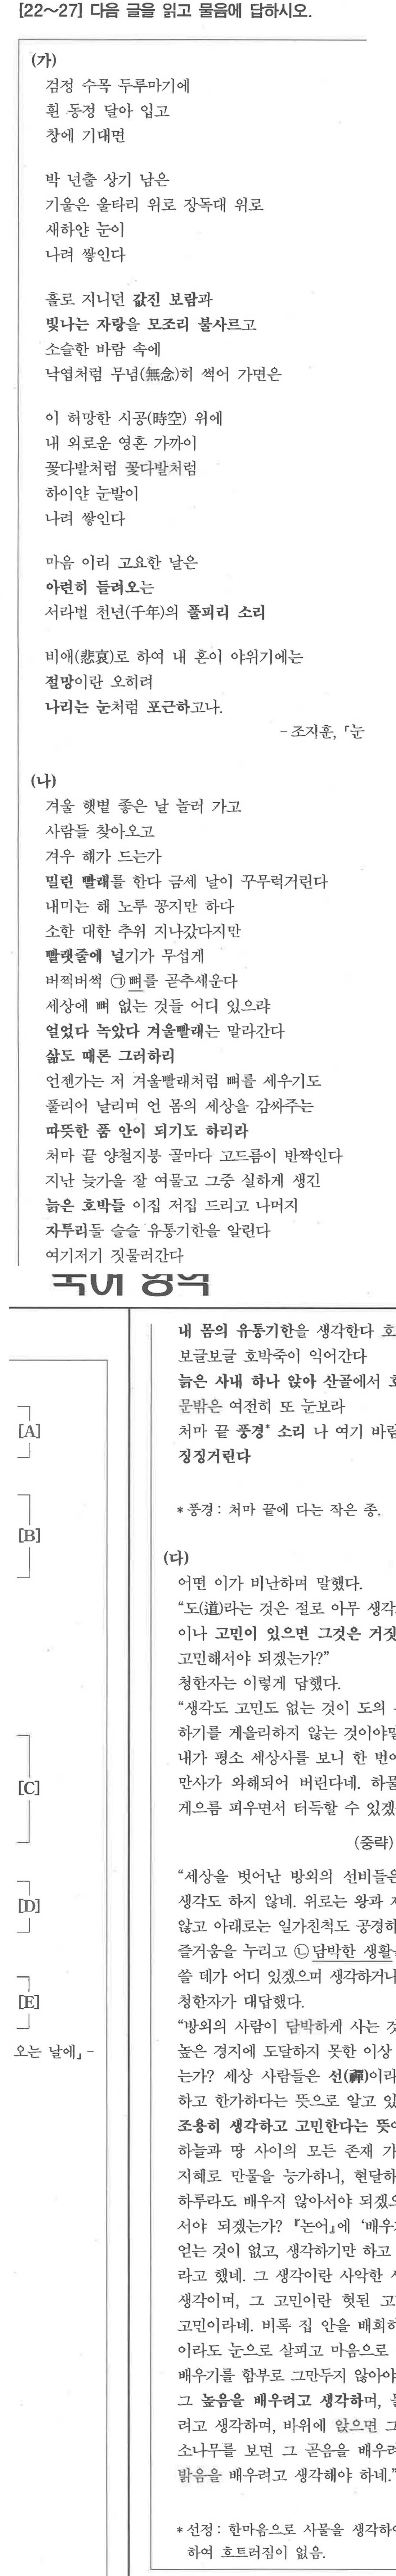 [22～27] 다음 글을 읽고 물음에 답하시오.
(가)
검정 수목 두루마기에
흰 동정 달아 입고
창에 기대면
박 넌출 상기 남은
기울은 울타리 위로 장독대 위로
새하얀 눈이
나려 쌓인다
홀로 지니던 값진 보람과
빛나는 자랑을 모조리 불사르고
소슬한 바람 속에
낙엽처럼 무념(無念)히 썩어 가면은
이 허망한 시공(時空) 위에
내 외로운 영혼 가까이
꽃다발처럼 꽃다발처럼
하이얀 눈발이
나려 쌓인다
마음 이리 고요한 날은
아련히 들려오는
서라벌 천년(千年)의 풀피리 소리
비애(悲哀)로 하여 내 혼이 야위기에는
절망이란 오히려
나리는 눈처럼 포근하고나.
- 조지훈, 「눈
(나)
겨울 햇볕 좋은 날 놀러 가고
사람들 찾아오고
겨우 해가 드는가
밀린 빨래를 한다 금세 날이 꾸무럭거린다
내미는 해 노루 꽁지만 하다
소한 대한 추위 지나갔다지만
빨랫줄에 널기가 무섭게
버쩍버썩 ㉠뼈를 곧추세운다
세상에 뼈 없는 것들 어디 있으랴
얼었다 녹았다 겨울빨래는 말라간다
삶도 때론 그러하리
언젠가는 저 겨울빨래처럼 뼈를 세우기도
풀리어 날리며 언 몸의 세상을 감싸주는
따뜻한 품 안이 되기도 하리라
처마 끝 양철지붕 골마다 고드름이 반짝인다
지난 늦가을 잘 여물고 그중 실하게 생긴
늙은 호박들 이집 저집 드리고 나머지
자투리들 슬슬 유통기한을 알린다
여기저기 짓물러간다
국어 영역
[A]
[B]
[C]
[D]
[E]
오는 날에」-
내 몸의 유통기한을 생각한다 호
보글보글 호박죽이 익어간다
늙은 사내 하나 앉아 산골에서
문밖은 여전히 또 눈보라
처마 끝 풍경* 소리 나 여기 바람
징징거린다
* 풍경 : 처마 끝에 다는 작은 종.
(다)
어떤 이가 비난하며 말했다.
“도(道)라는 것은 절로 아무 생각
이나 고민이 있으면 그것은 거짓
고민해서야 되겠는가?”
청한자는 이렇게 답했다.
“생각도 고민도 없는 것이 도의
하기를 게을리하지 않는 것이야말
내가 평소 세상사를 보니 한 번
만사가 와해되어 버린다네. 하물
게으름 피우면서 터득할 수 있겠
(중략)
“세상을 벗어난 방외의 선비들은
생각도 하지 않네. 위로는 왕과
않고 아래로는 일가친척도 공경하
즐거움을 누리고 ㉡담박한 생활
쓸 데가 어디 있겠으며 생각하거나
청한자가 대답했다.
“방외의 사람이 담박하게 사는 것
높은 경지에 도달하지 못한 이상
는가? 세상 사람들은 선(禪)이라
하고 한가하다는 뜻으로 알고 있
조용히 생각하고 고민한다는 뜻
하늘과 땅 사이의 모든 존재 가
지혜로 만물을 능가하니, 현달하
하루라도 배우지 않아서야 되겠으
서야 되겠는가? 『논어』에 ‘배우
얻는 것이 없고, 생각하기만 하고
라고 했네. 그 생각이란 사악한
생각이며, 그 고민이란 헛된 고
고민이라네. 비록 집 안을 배회하
이라도 눈으로 살피고 마음으로
배우기를 함부로 그만두지 않아야
그 높음을 배우려고 생각하며,
려고 생각하며, 바위에 앉으면 그
소나무를 보면 그 곧음을 배우려
밝음을 배우려고 생각해야 하네.”
* 선정 : 한마음으로 사물을 생각하여
하여 흐트러짐이 없음.